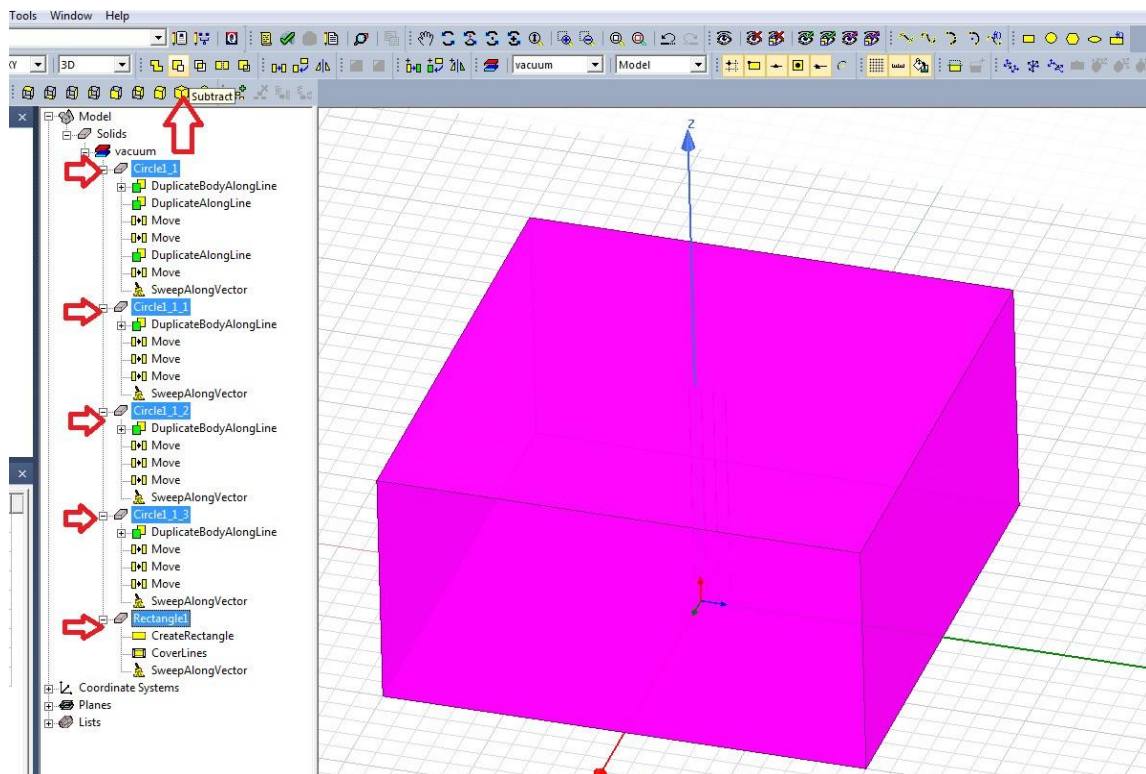 Tools Window Help
3D
vacuum
Model
Subtract
Model
Solids
vacuum
Circle1_1
DuplicateBodyAlongLine
DuplicateAlongLine
Move
Move
DuplicateAlongLine
Move
SweepAlongVector
Circle1_1_1
DuplicateBodyAlongLine
Move
Move
Move
SweepAlongVector
Circle1_1_2
DuplicateBodyAlongLine
Move
Move
Move
SweepAlongVector
Circle1_1_3
DuplicateBodyAlongLine
Move
Move
Move
SweepAlongVector
Rectangle1
CreateRectangle
CoverLines
SweepAlongVector
Coordinate Systems
Planes
Lists
Z